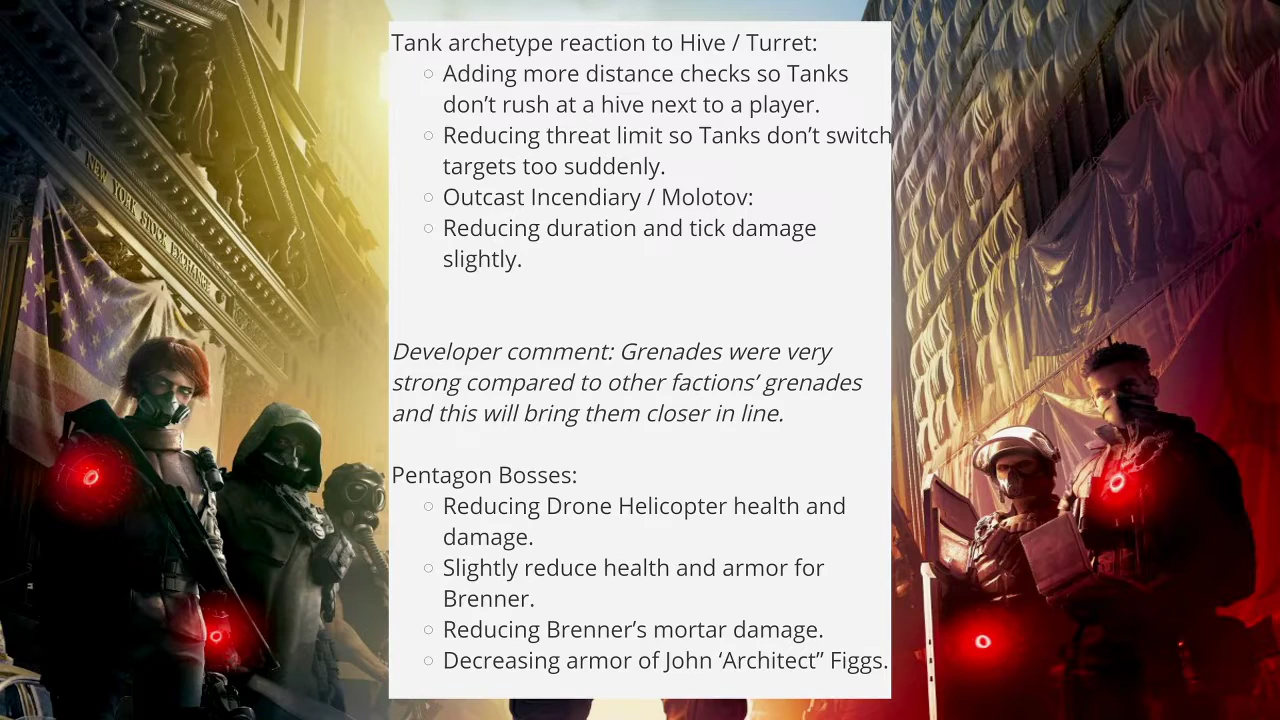 Tank archetype reaction to Hive / Turret:
Adding more distance checks so Tanks
don’t rush at a hive next to a player.
Reducing threat limit so Tanks don’t switch
targets too suddenly.
Outcast Incendiary / Molotov:
Reducing duration and tick damage
slightly.
Developer comment: Grenades were very
strong compared to other factions’ grenades
and this will bring them closer in line.
Pentagon Bosses:
Reducing Drone Helicopter health and
damage.
Slightly reduce health and armor for
Brenner.
Reducing Brenner’s mortar damage.
Decreasing armor of John ‘Architect” Figgs.
NEW YORK STOCK EXCHANGE